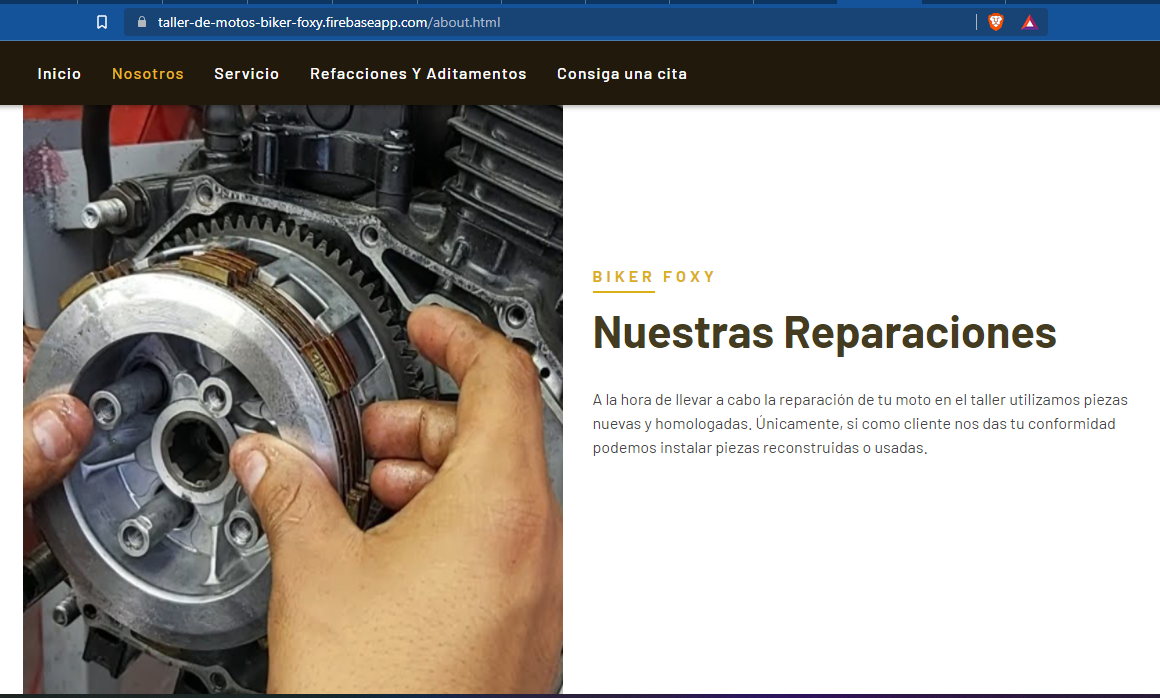 taller-de-motos-biker-foxy.firebaseapp.com/about.html
Inicio Nosotros Servicio Refacciones Y Aditamentos Consiga una cita
BIKER FOXY
Nuestras Reparaciones
A la hora de llevar a cabo la reparación de tu moto en el taller utilizamos piezas
nuevas y homologadas. Únicamente, si como cliente nos das tu conformidad
podemos instalar piezas reconstruidas o usadas.